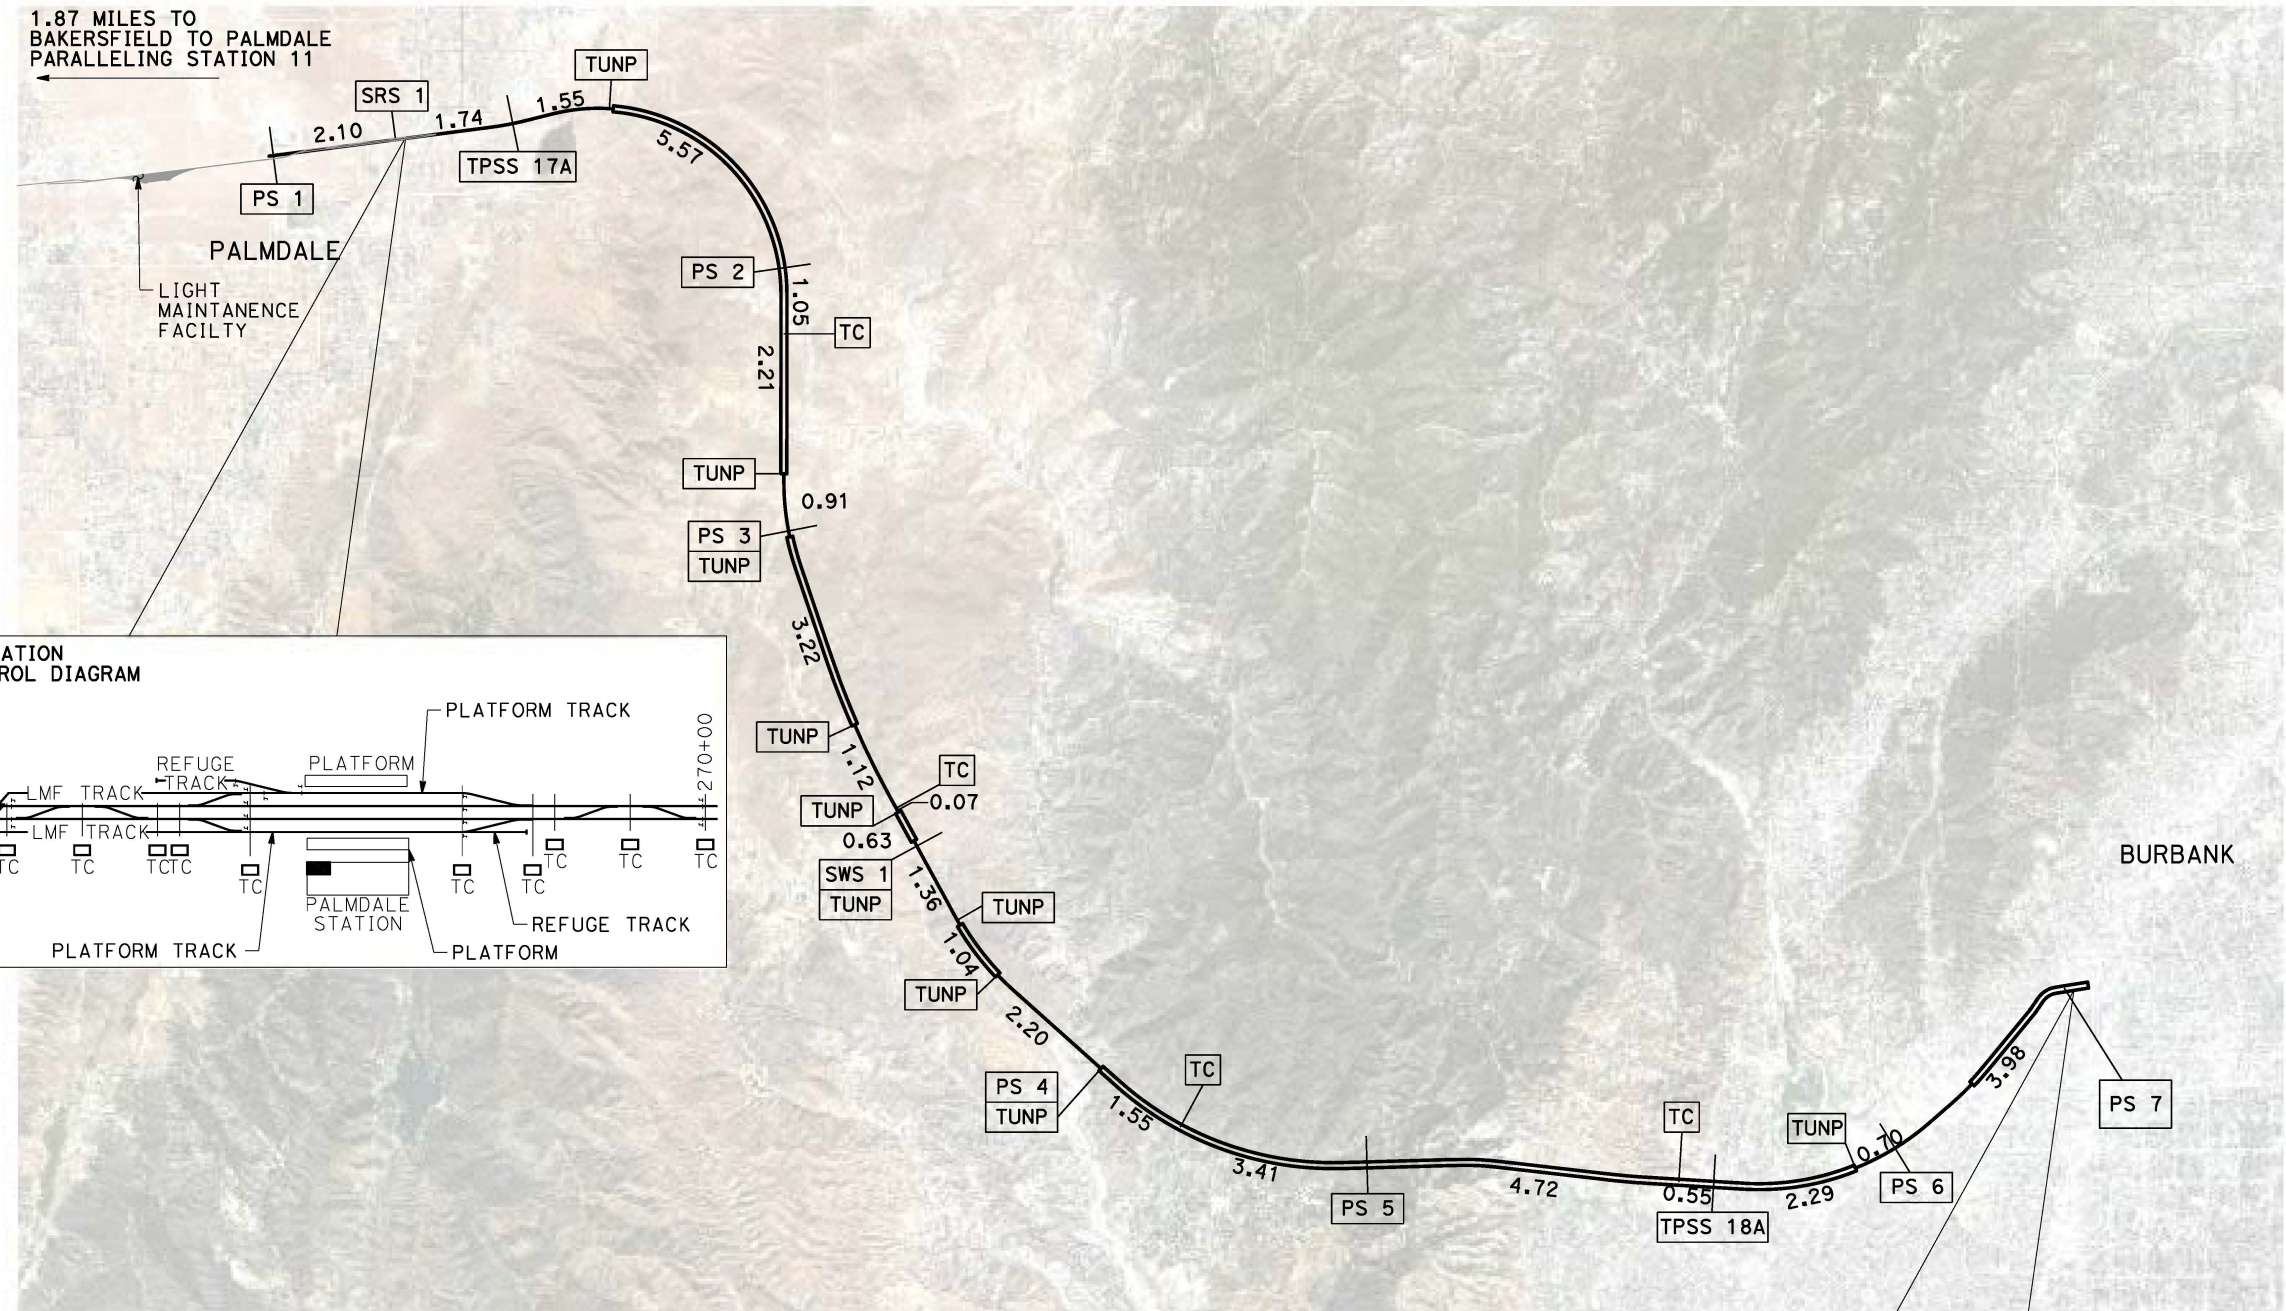 1.87 MILES TO
BAKERSFIELD TO PALMDALE
PARALLELING STATION 11
TUNP
SRS 1
2.10
1.74
1.55
5.57
TPSS 17A
PS 1
PALMDALE
LIGHT
MAINTANENCE
FACILTY
PS 2
1.05
TC
2.21
TUNP
0.91
PS 3
TUNP
3.22
TUNP
1.12
TC
TUNP
0.07
0.63
SWS 1
TUNP
1.36
TUNP
1.04
TUNP
2.20
PS 4
TUNP
1.55
TC
3.41
PS 5
4.72
TC
0.55
TPSS 18A
2.29
TUNP
0.70
PS 6
3.98
PS 7
BURBANK
ATION
ROL DIAGRAM
PLATFORM TRACK
270+00
REFUGE
TRACK
PLATFORM
LMF TRACK
LMF TRACK
TC
TC
TC
TC
TC
TC
TC
TC
TC
TC
PALMDALE
STATION
REFUGE TRACK
PLATFORM TRACK
PLATFORM